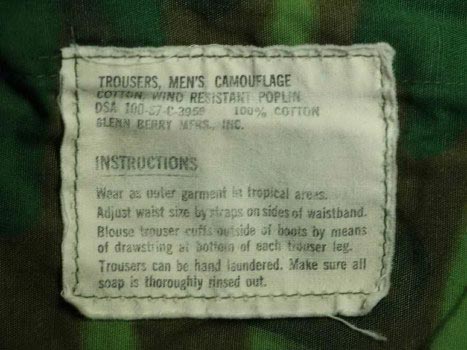 TROUSERS, MEN'S CAMOUFLAGE
COTTON, WIND RESISTANT POPLIN
DSA 100-67-C-3959 100% COTTON
GLENN BERRY MFRS., INC.
INSTRUCTIONS
Wear as outer garment in tropical areas.
Adjust waist size by straps on sides of waistband.
Blouse trouser cuffs outside of boots by means
of drawstring at bottom of each trouser leg.
Trousers can be hand laundered. Make sure all
soap is thoroughly rinsed out.